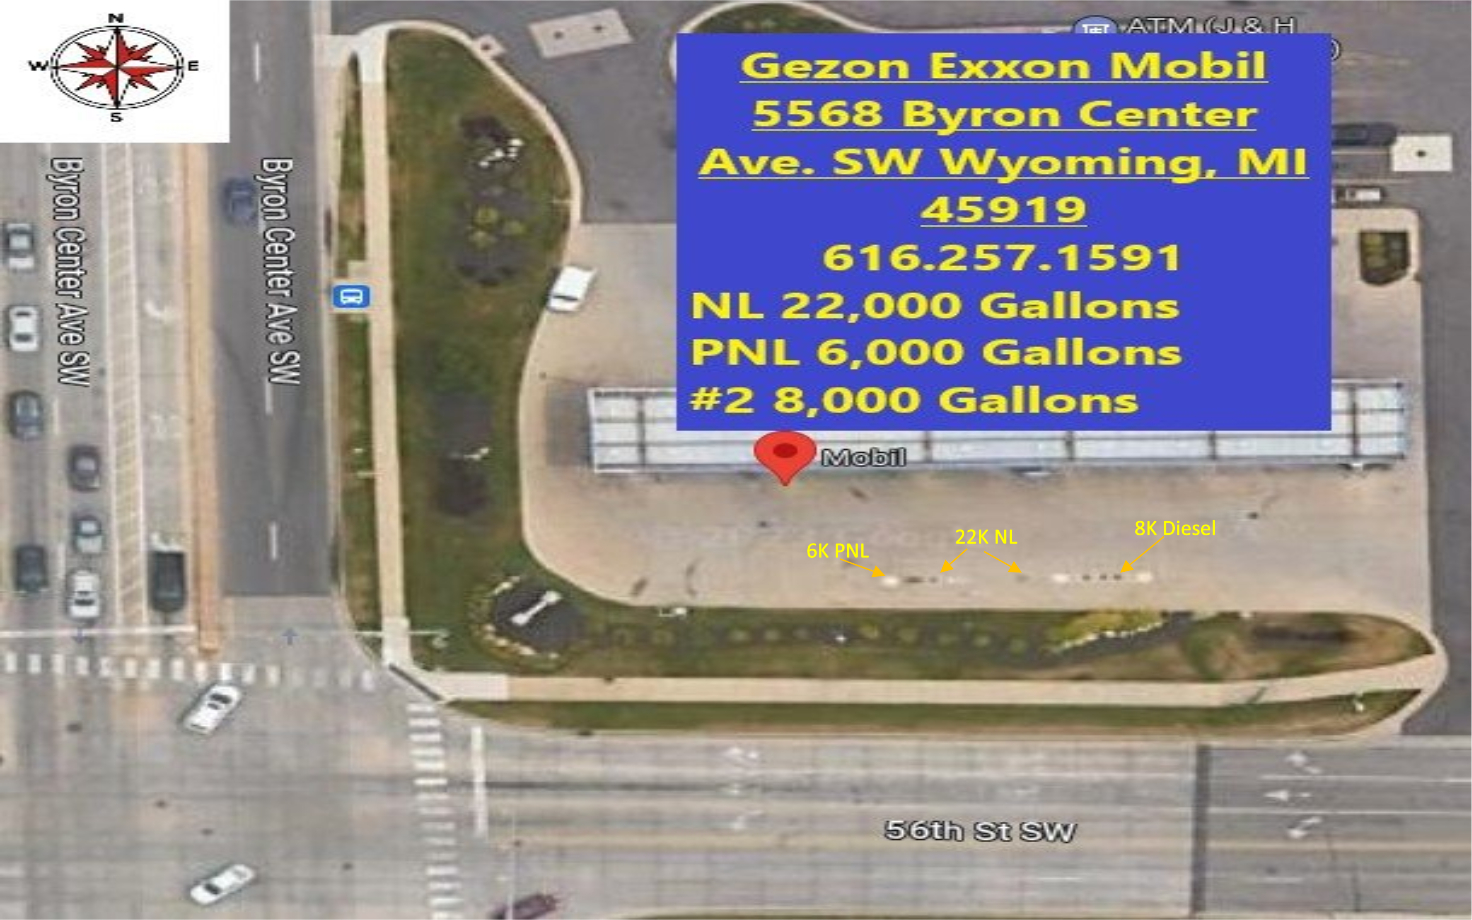 N
W E
S
ATM (J & H
)
Gezon Exxon Mobil
5568 Byron Center
Ave. SW Wyoming, MI
45919
616.257.1591
NL 22,000 Gallons
PNL 6,000 Gallons
#2 8,000 Gallons
Byron Center Ave SW
Byron Center Ave SW
Mobil
6K PNL
22K NL
8K Diesel
56th St SW